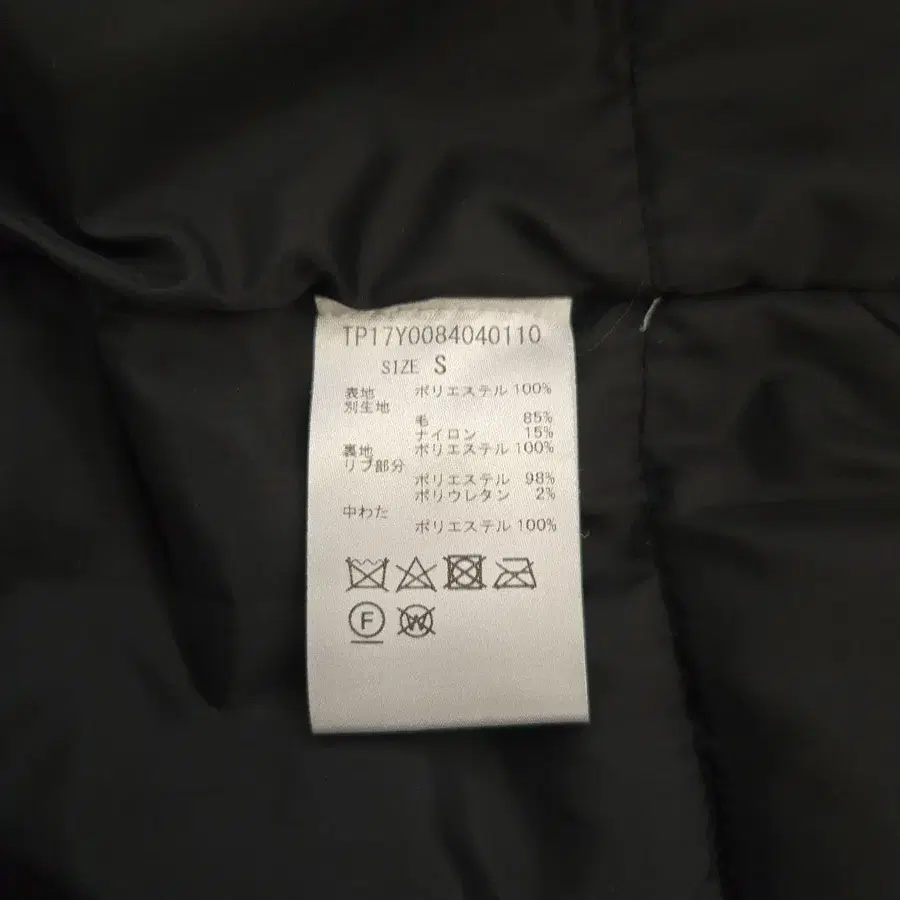 TP17Y0084040110
SIZE S
表地 ポリエステル 100%
別生地
毛 85%
ナイロン 15%
裏地 ポリエステル 100%
リブ部分
ポリエステル 98%
ポリウレタン 2%
中わた
ポリエステル 100%
F W